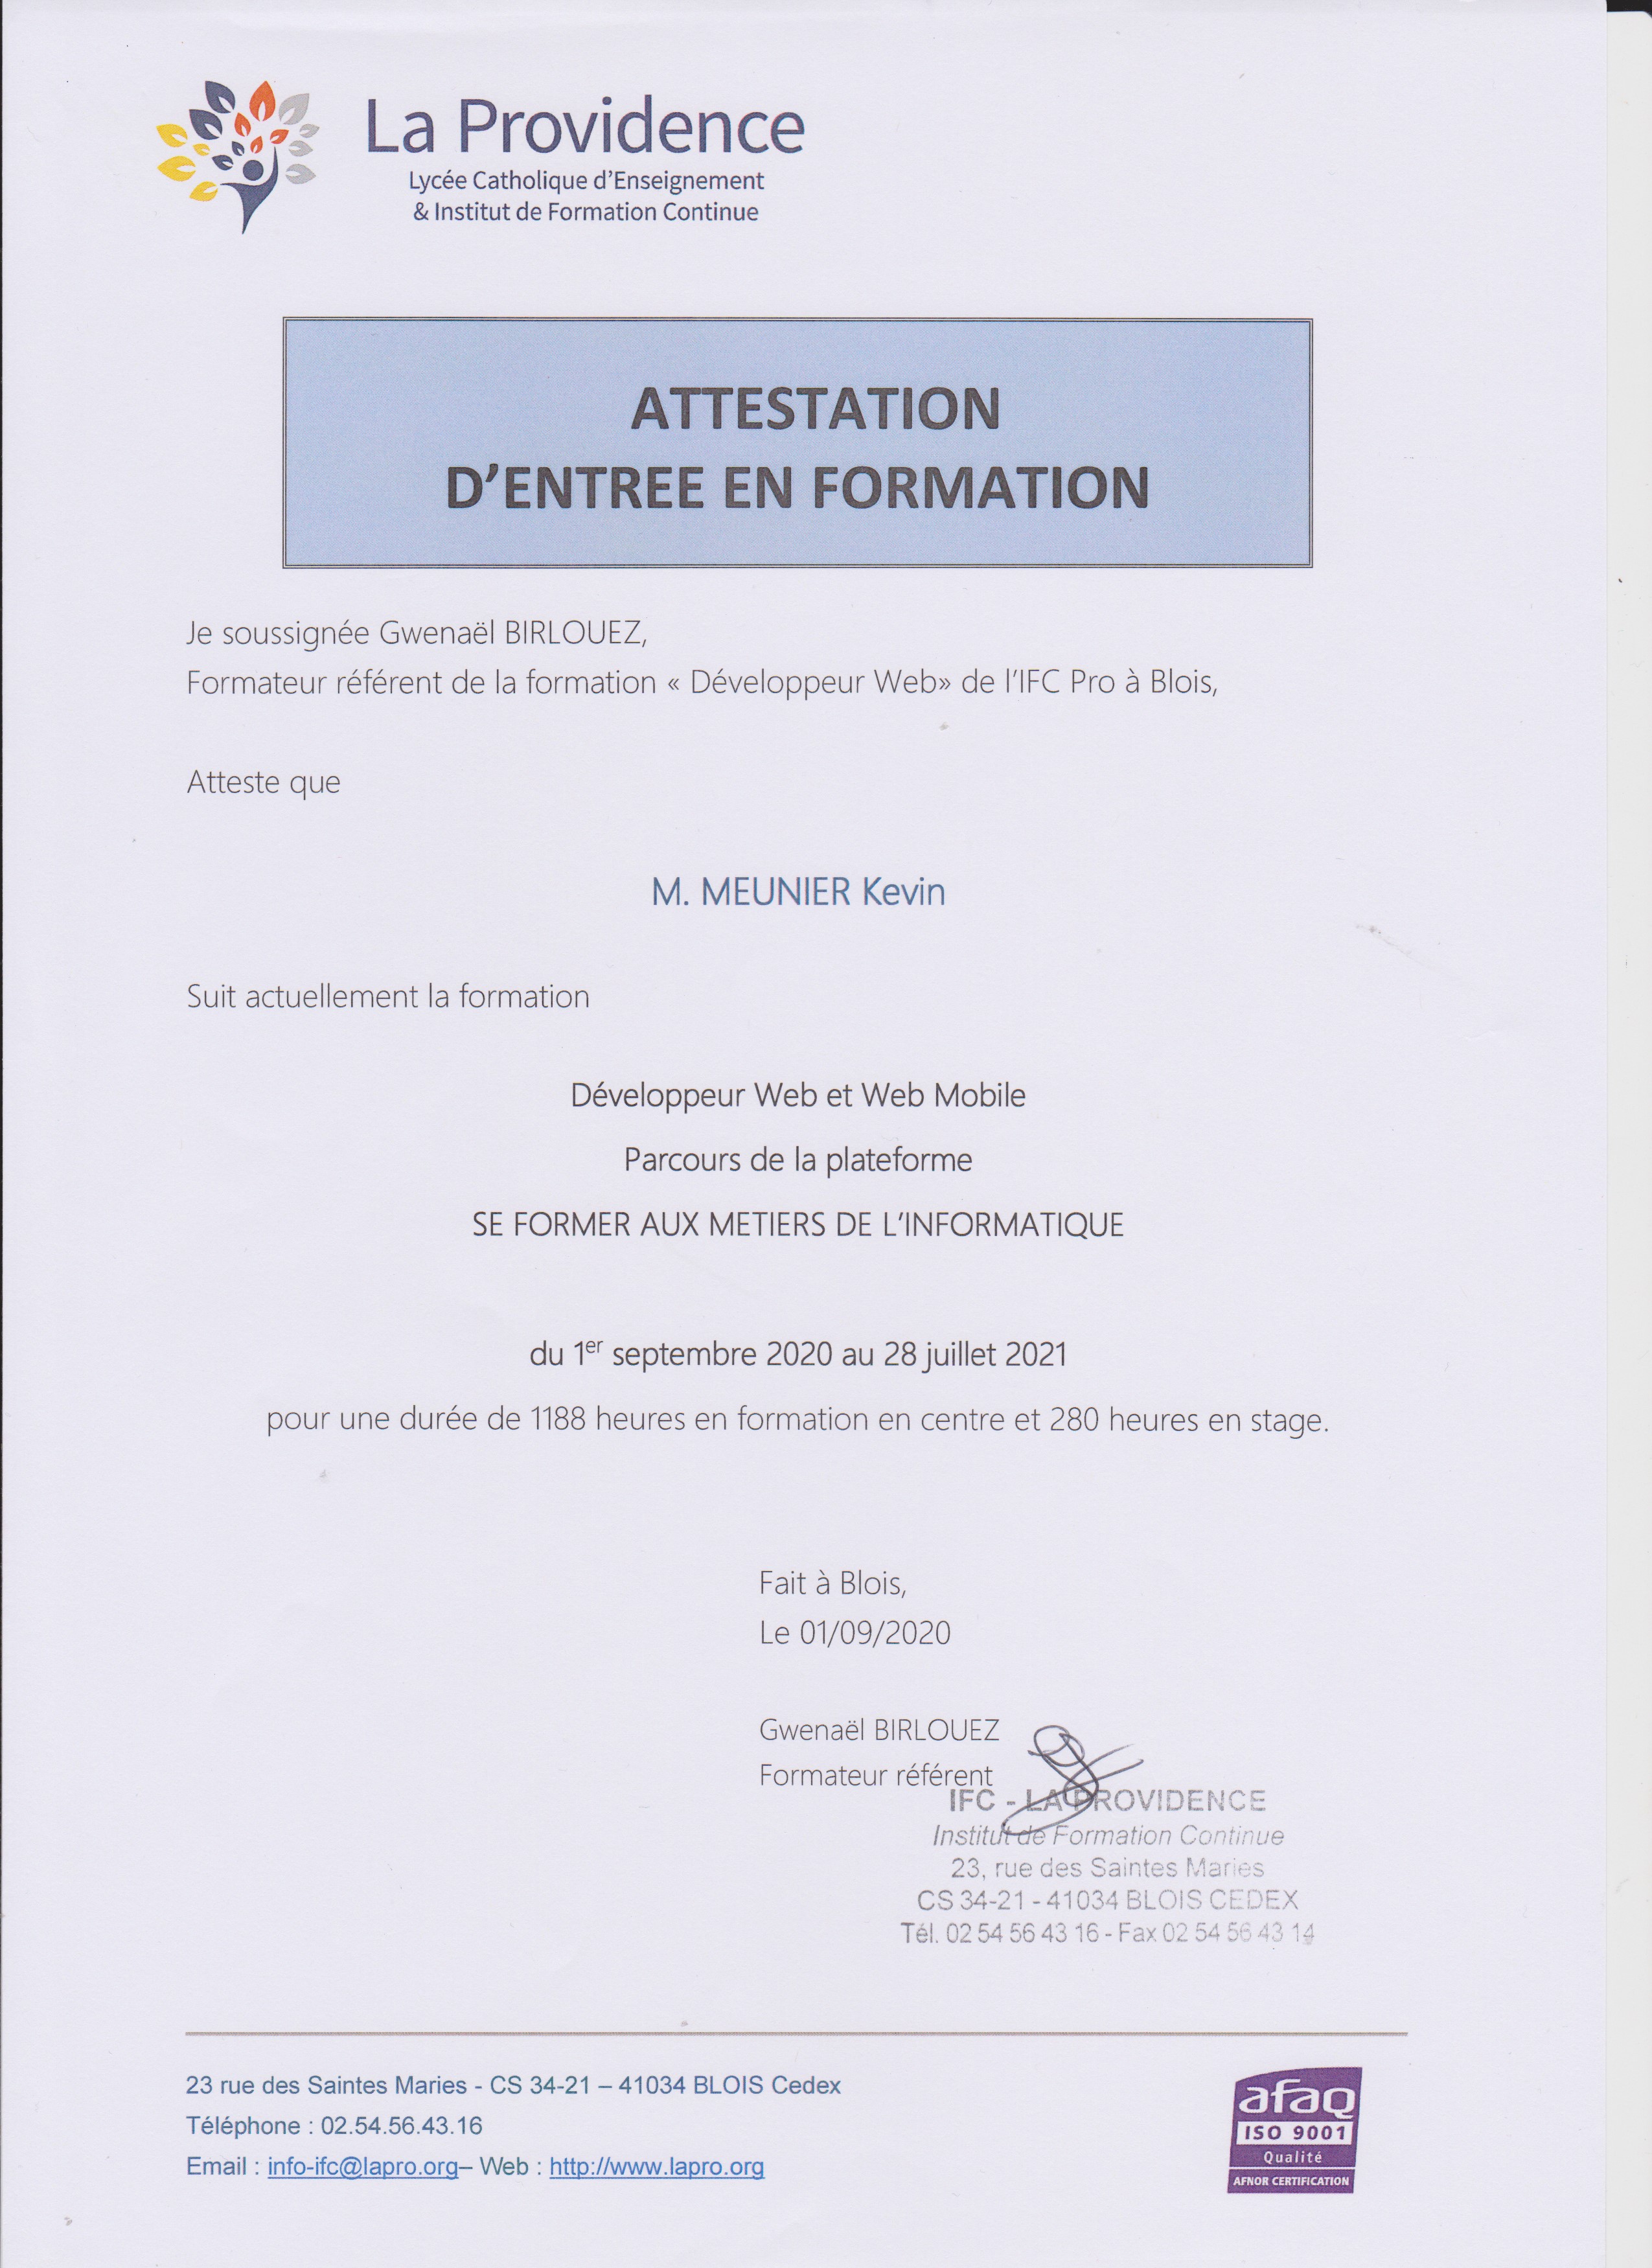 La Providence
Lycée Catholique d'Enseignement
& Institut de Formation Continue
ATTESTATION
D'ENTREE EN FORMATION
Je soussignée Gwenaël BIRLOUEZ,
Formateur référent de la formation « Développeur Web» de l'IFC Pro à Blois,
Atteste que
M. MEUNIER Kevin
Suit actuellement la formation
Développeur Web et Web Mobile
Parcours de la plateforme
SE FORMER AUX METIERS DE L'INFORMATIQUE
du 1er septembre 2020 au 28 juillet 2021
pour une durée de 1188 heures en formation en centre et 280 heures en stage.
Fait à Blois,
Le 01/09/2020
Gwenaël BIRLOUEZ
Formateur référent
IFC - LA PROVIDENCE
Institut de Formation Continue
23, rue des Saintes Maries
CS 34-21 - 41034 BLOIS CEDEX
Tél. 02 54 56 43 16 - Fax 02 54 56 43 14
23 rue des Saintes Maries - CS 34-21 – 41034 BLOIS Cedex
Téléphone : 02.54.56.43.16
Email : info-ifc@lapro.org– Web : http://www.lapro.org
afaq
ISO 9001
Qualité
AFNOR CERTIFICATION